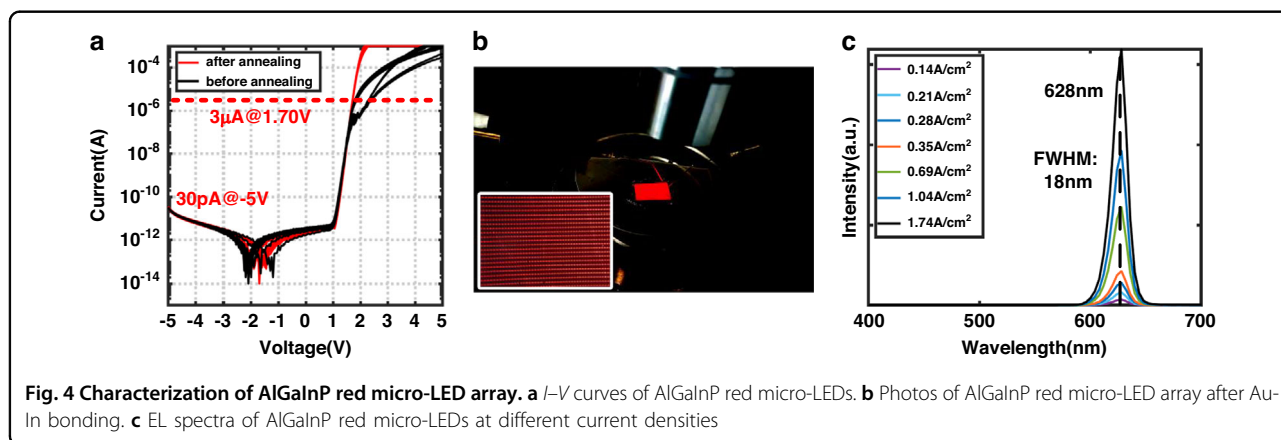 a
b
c
after annealing
before annealing
3μA@1.70V
30pA@-5V
10⁻⁴
10⁻⁶
10⁻⁸
10⁻¹⁰
10⁻¹²
10⁻¹⁴
Current(A)
-5 -4 -3 -2 -1 0 1 2 3 4 5
Voltage(V)
0.14A/cm²
0.21A/cm²
0.28A/cm²
0.35A/cm²
0.69A/cm²
1.04A/cm²
1.74A/cm²
628nm
FWHM:
18nm
Intensity(a.u.)
400 500 600 700
Wavelength(nm)
Fig. 4 Characterization of AlGaInP red micro-LED array. a I–V curves of AlGaInP red micro-LEDs. b Photos of AlGaInP red micro-LED array after Au-
In bonding. c EL spectra of AlGaInP red micro-LEDs at different current densities